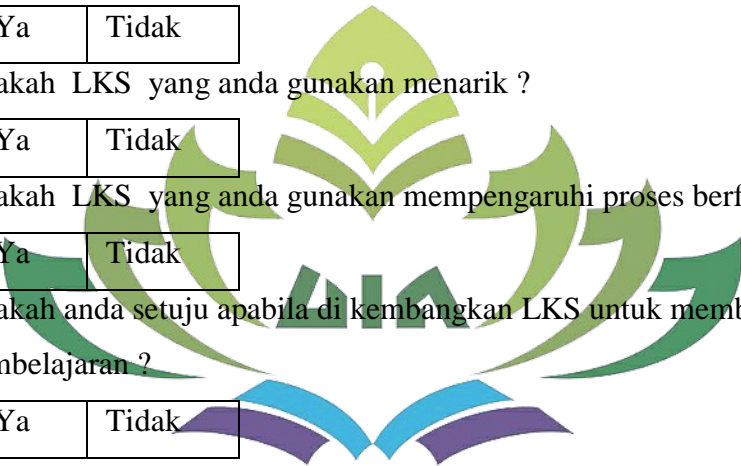 Ya Tidak
akah LKS yang anda gunakan menarik ?
Ya Tidak
akah LKS yang anda gunakan mempengaruhi proses berf
Ya Tidak
akah anda setuju apabila di kembangkan LKS untuk memb
mbelajaran ?
Ya Tidak